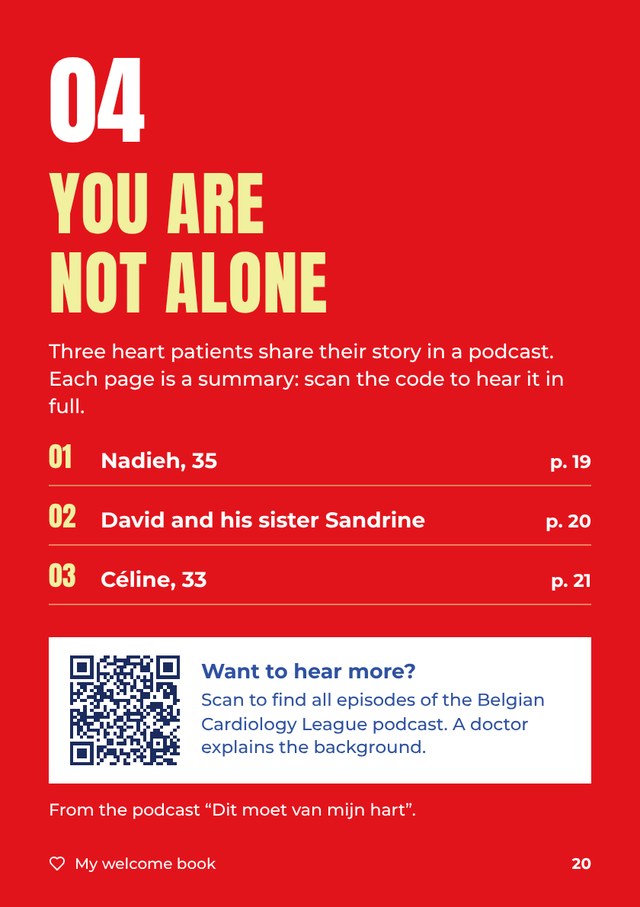 04
YOU ARE
NOT ALONE
Three heart patients share their story in a podcast.
Each page is a summary: scan the code to hear it in
full.
01 Nadieh, 35 p. 19
02 David and his sister Sandrine p. 20
03 Céline, 33 p. 21
Want to hear more?
Scan to find all episodes of the Belgian
Cardiology League podcast. A doctor
explains the background.
From the podcast “Dit moet van mijn hart”.
My welcome book 20